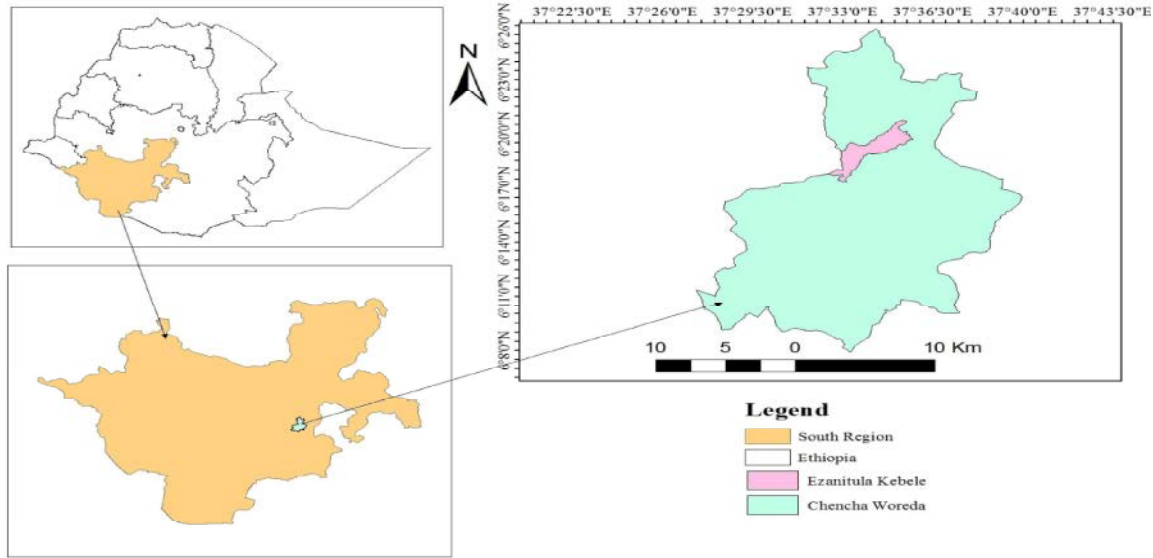 37°22'30"E 37°26'0"E 37°29'30"E 37°33'0"E 37°36'30"E 37°40'0"E 37°43'30"E
N
6°26'0"N
6°23'0"N
6°20'0"N
6°17'0"N
6°14'0"N
6°11'0"N
6°8'0"N
10 5 0 10 Km
Legend
South Region
Ethiopia
Ezanitula Kebele
Chencha Woreda